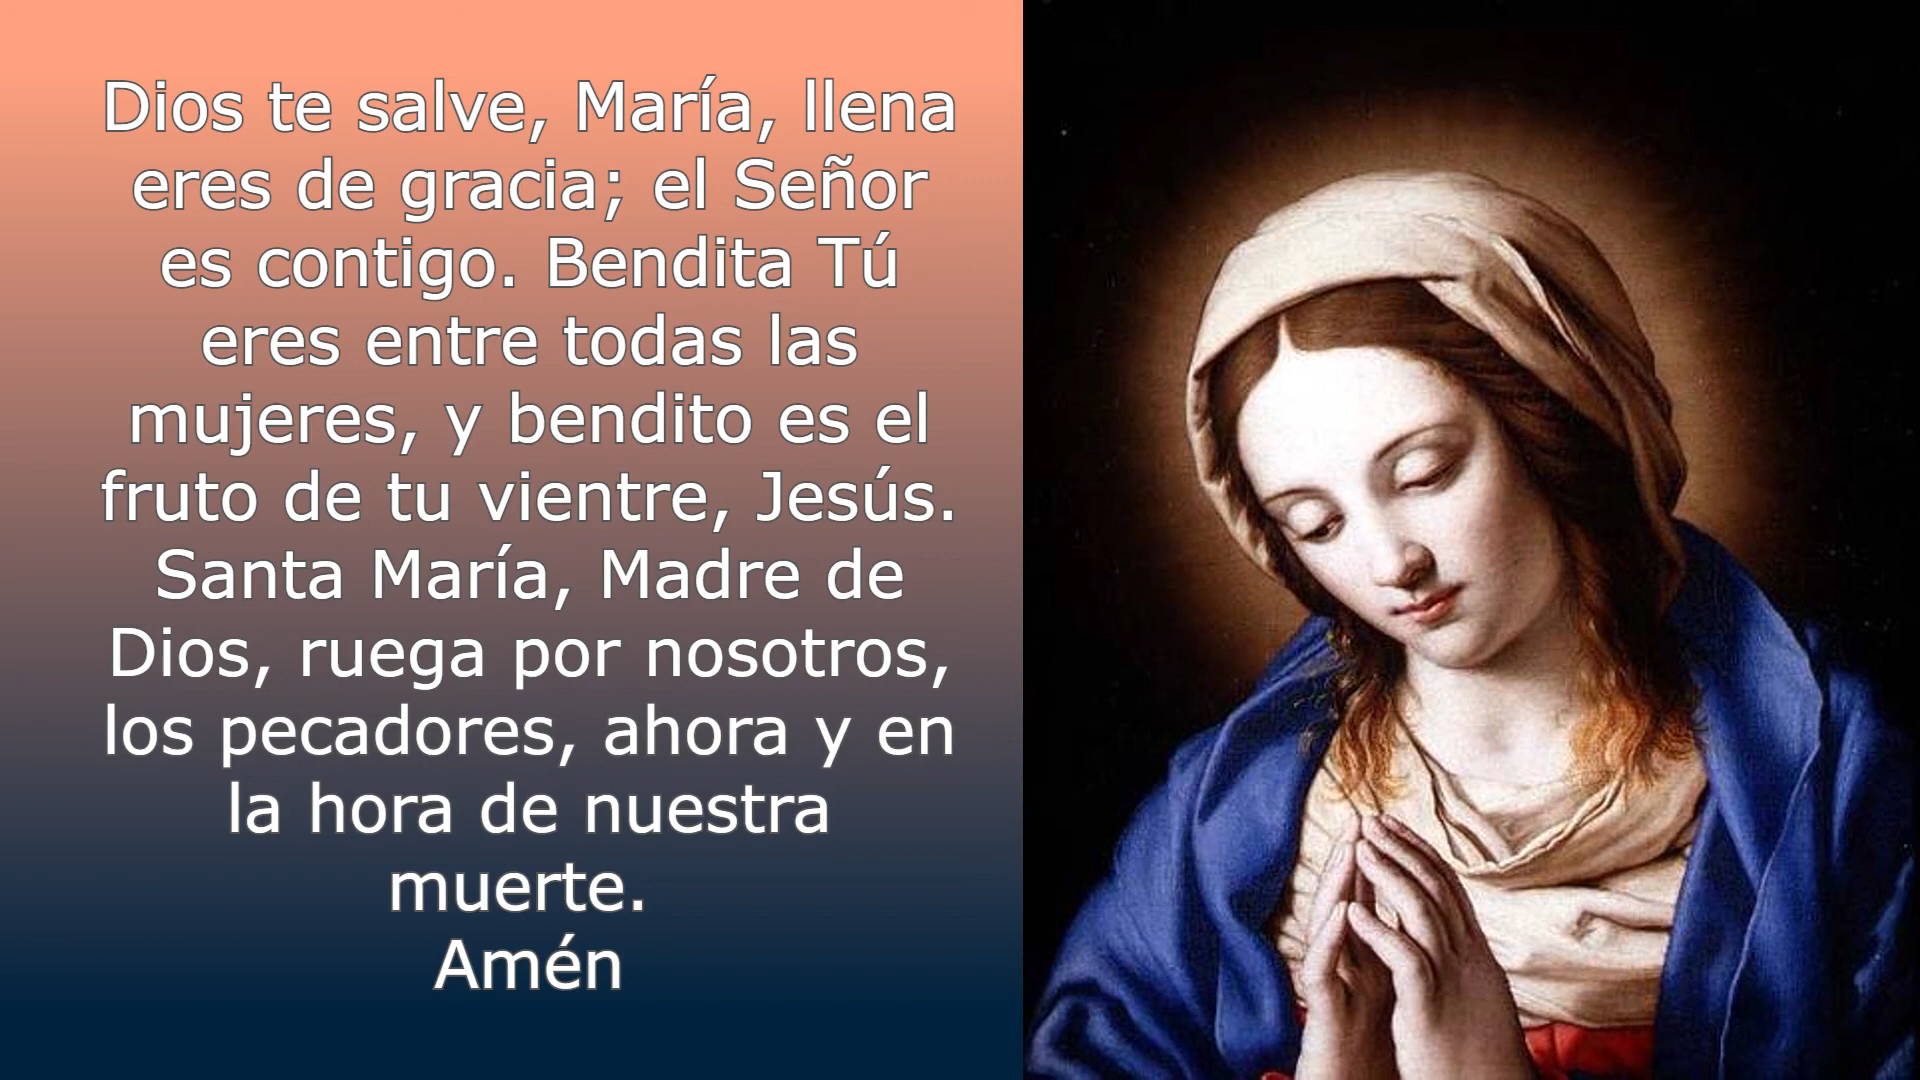 Dios te salve, María, llena
eres de gracia; el Señor
es contigo. Bendita Tú
eres entre todas las
mujeres, y bendito es el
fruto de tu vientre, Jesús.
Santa María, Madre de
Dios, ruega por nosotros,
los pecadores, ahora y en
la hora de nuestra
muerte.
Amén